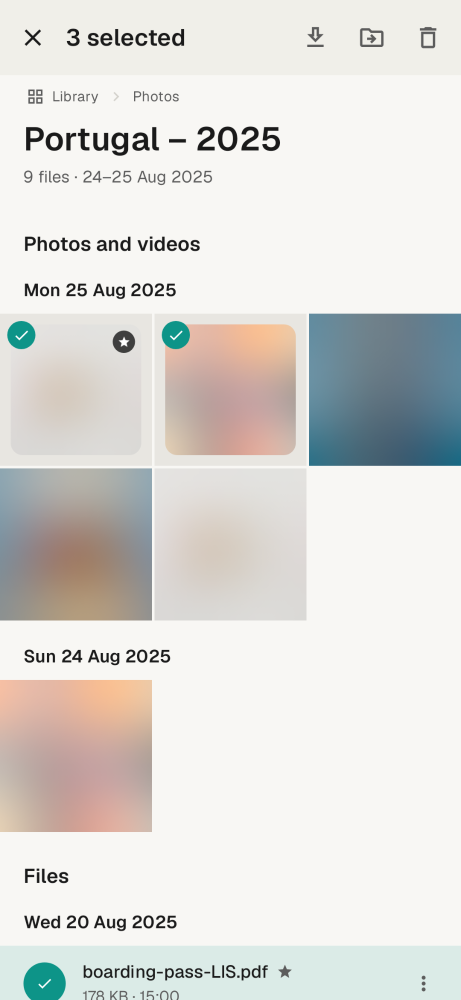 3 selected
Library
Photos
Portugal – 2025
9 files · 24–25 Aug 2025
Photos and videos
Mon 25 Aug 2025
Sun 24 Aug 2025
Files
Wed 20 Aug 2025
boarding-pass-LIS.pdf
178 KB · 15:00